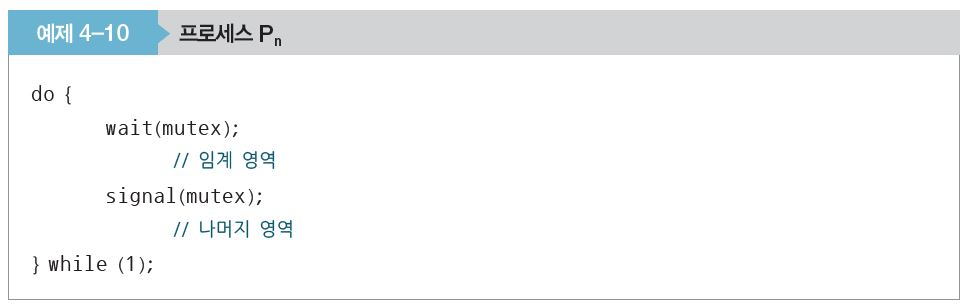 예제 4-10 프로세스 Pn
do {
wait(mutex);
// 임계 영역
signal(mutex);
// 나머지 영역
} while (1);